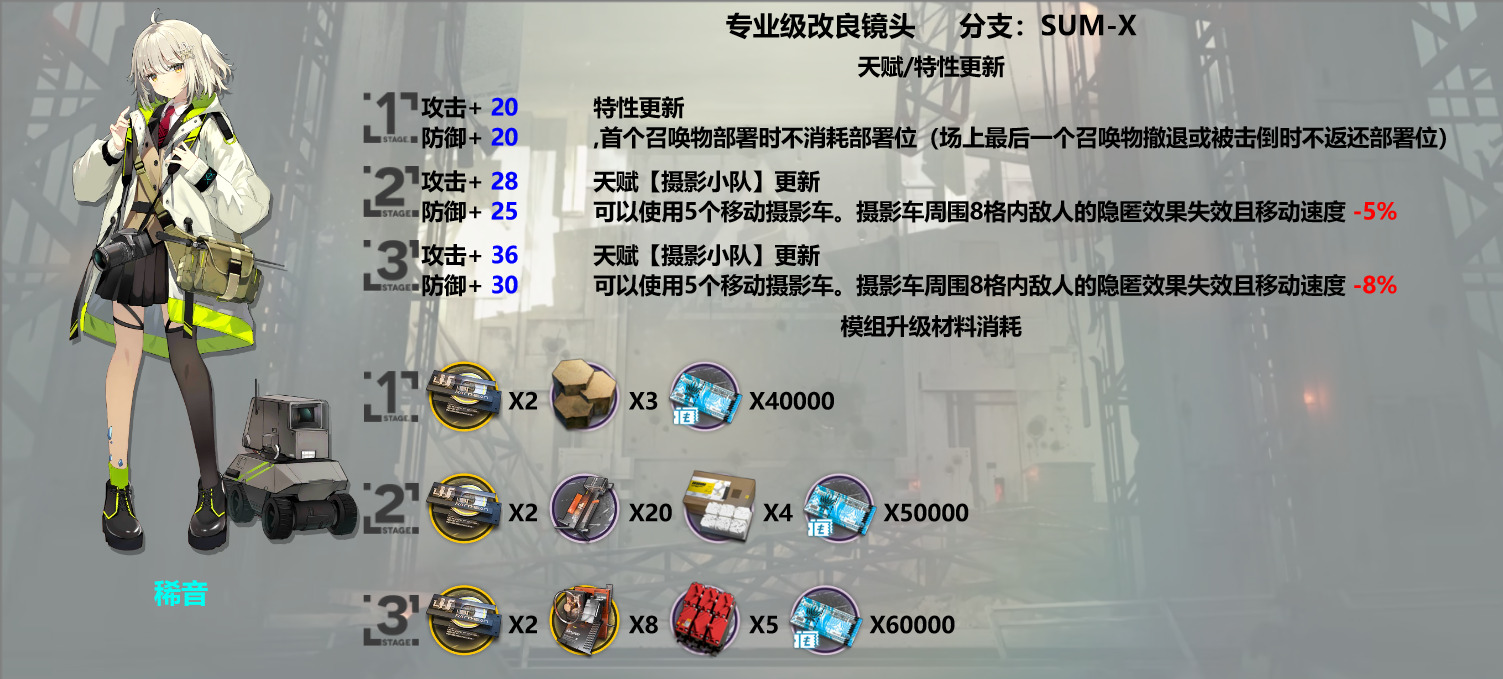 专业级改良镜头 分支：SUM-X
天赋/特性更新
1 STAGE. 攻击+ 20 特性更新
防御+ 20 ,首个召唤物部署时不消耗部署位（场上最后一个召唤物撤退或被击倒时不返还部署位）
2 STAGE. 攻击+ 28 天赋【摄影小队】更新
防御+ 25 可以使用5个移动摄影车。摄影车周围8格内敌人的隐匿效果失效且移动速度 -5%
3 STAGE. 攻击+ 36 天赋【摄影小队】更新
防御+ 30 可以使用5个移动摄影车。摄影车周围8格内敌人的隐匿效果失效且移动速度 -8%
模组升级材料消耗
1 STAGE. X2 X3 X40000
2 STAGE. X2 X20 X4 X50000
稀音
3 STAGE. X2 X8 X5 X60000